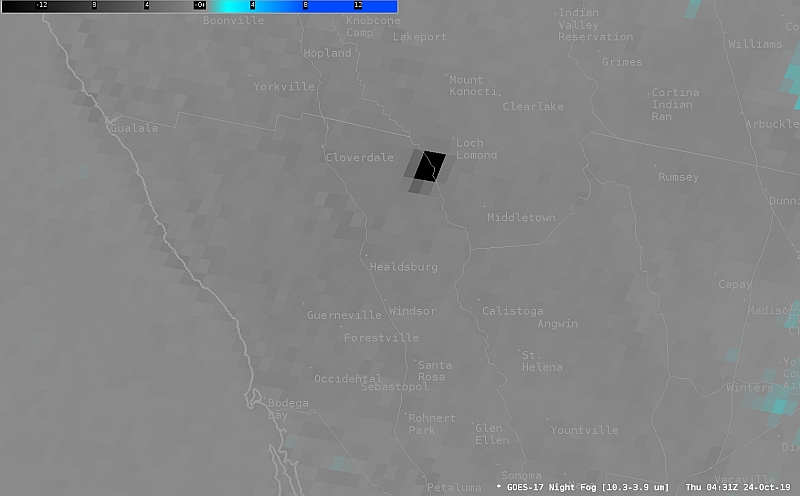 -12 8 4 -0+ 4 8 12
Boonville
Knobcone
Camp
Lakeport
Indian
Valley
Reservation
Williams
Hopland
Grimes
Yorkville
Mount
Konocti
Clearlake
Cortina
Indian
Ran
Arbuckle
Gualala
Cloverdale
Loch
Lomond
Rumsey
Dunni
Middletown
Healdsburg
Capay
Guerneville
Windsor
Calistoga
Madison
Angwin
Forestville
St.
Helena
Santa
Rosa
Occidental
Sebastopol
Winters
Bodega
Bay
Rohnert
Park
Glen
Ellen
Yountville
Petaluma
Sonoma
Vacaville
* GOES-17 Night Fog [10.3-3.9 um] Thu 04:31Z 24-Oct-19